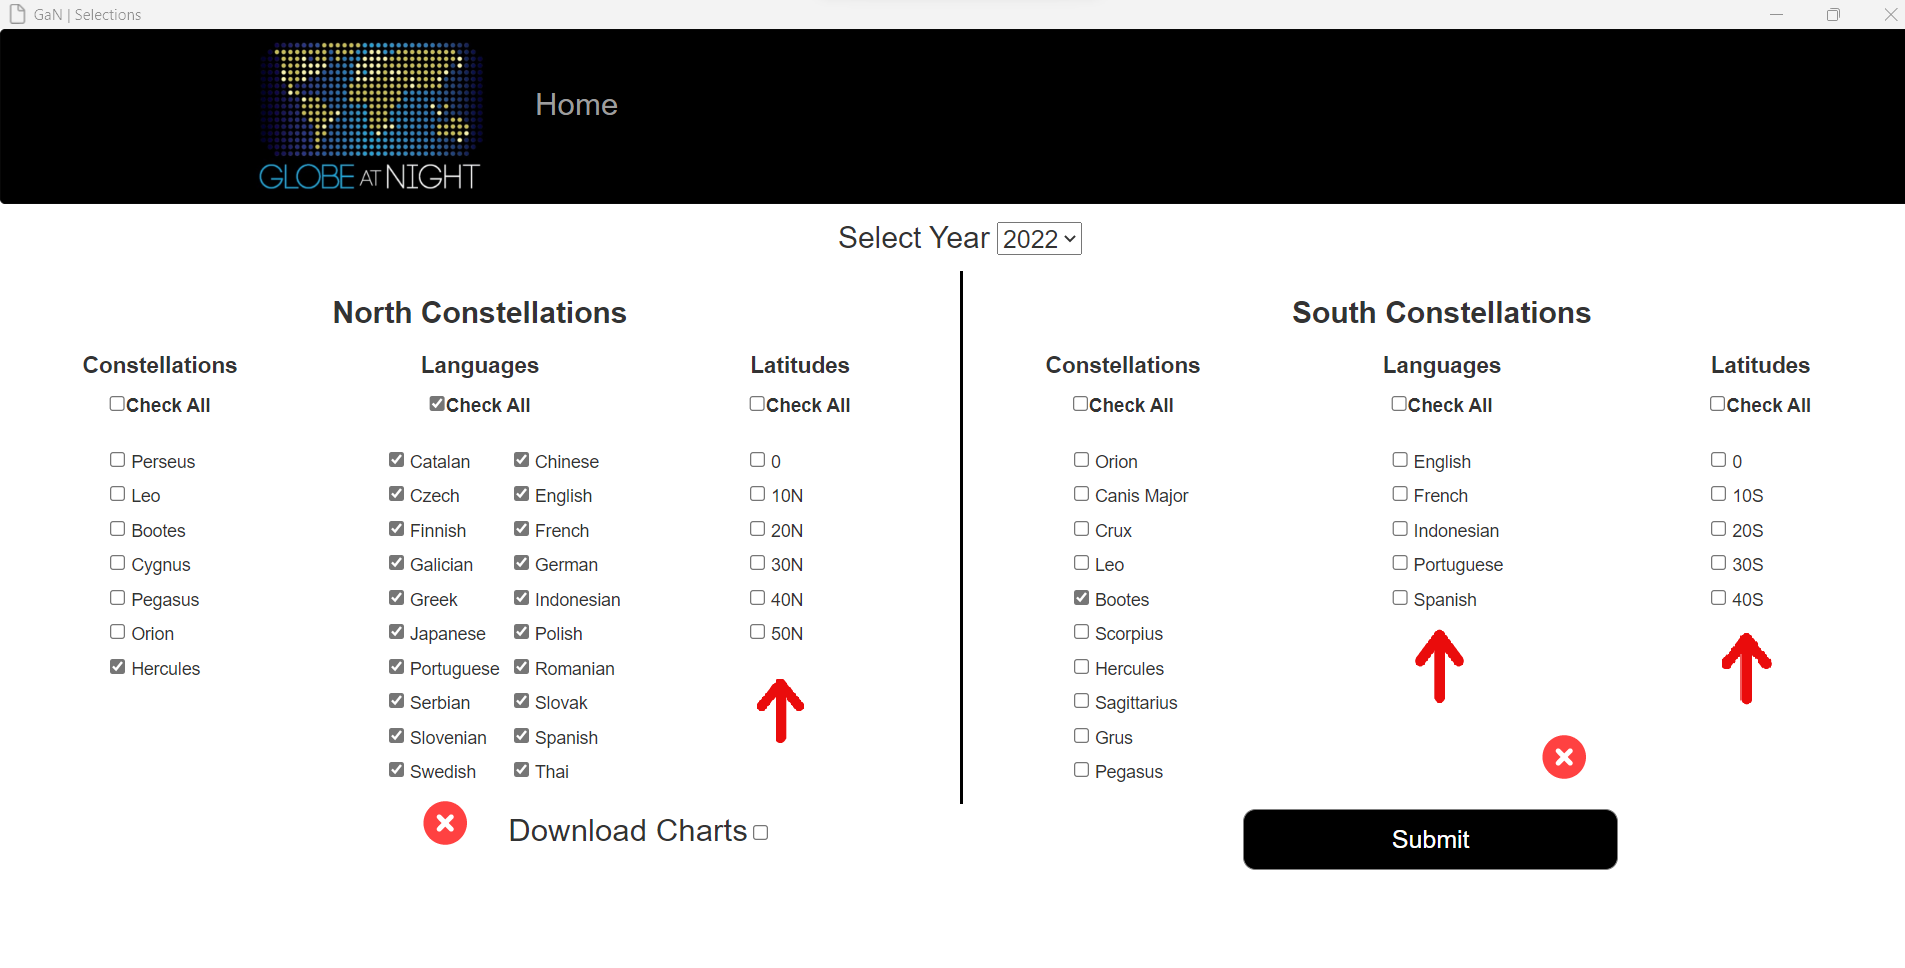 GaN | Selections
GLOBE AT NIGHT
Home
Select Year 2022
North Constellations
Constellations
Check All
Perseus
Leo
Bootes
Cygnus
Pegasus
Orion
Hercules
Languages
Check All
Catalan Chinese
Czech English
Finnish French
Galician German
Greek Indonesian
Japanese Polish
Portuguese Romanian
Serbian Slovak
Slovenian Spanish
Swedish Thai
Latitudes
Check All
0
10N
20N
30N
40N
50N
South Constellations
Constellations
Check All
Orion
Canis Major
Crux
Leo
Bootes
Scorpius
Hercules
Sagittarius
Grus
Pegasus
Languages
Check All
English
French
Indonesian
Portuguese
Spanish
Latitudes
Check All
0
10S
20S
30S
40S
Download Charts
Submit